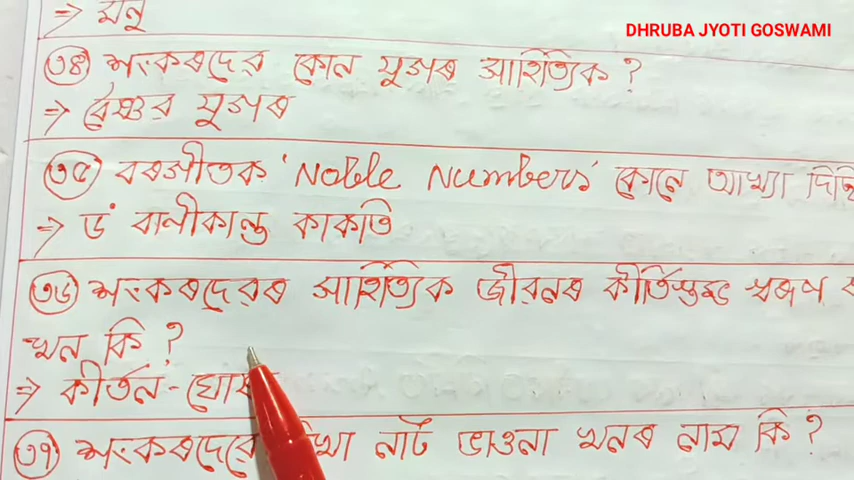 DHRUBA JYOTI GOSWAMI
⇒ মনু
৩৪ শংকৰদেৱ কোন যুগৰ সাহিত্যিক ?
⇒ বৈষ্ণৱ যুগৰ
৩৫ বৰগীতক 'Noble Numbers' কোনে আখ্যা
⇒ ড° বাণীকান্ত কাকতি
৩৬ শংকৰদেৱৰ সাহিত্যিক জীৱনৰ কীৰ্তিস্তম্ভ স্বৰূপ
খন কি ?
⇒ কীৰ্তন - ঘোষা
৩৭ শংকৰদেৱে লিখা নাট ভাওনা খনৰ নাম কি ?